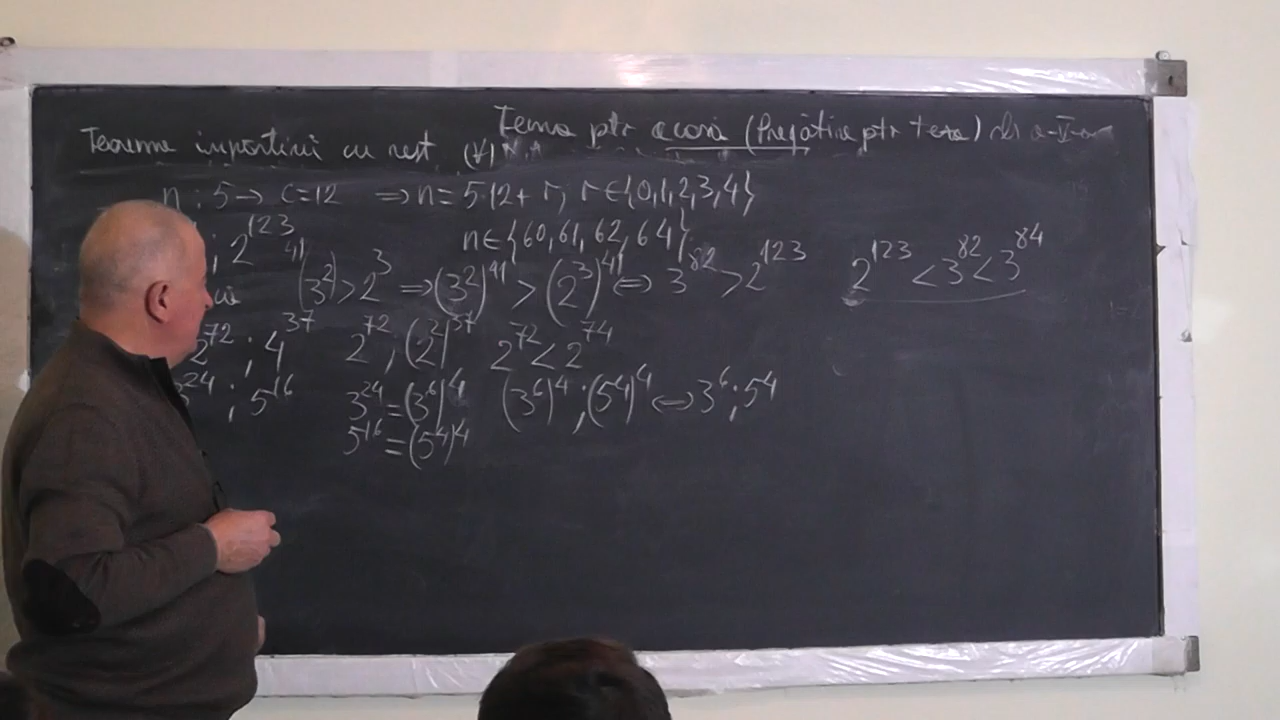 Tema ptr acasă (Pregătire ptr teza) cls a-V-a
Teorema împărțirii cu rest. (∀)
n : 5 → C=12 ⇒ n = 5·12 + r, r ∈ {0,1,2,3,4}
n ∈ {60, 61, 62, 64}
; 2^123
(3^2)^41 > 2^3 ⇒ (3^2)^41 > (2^3)^41 ⇔ 3^82 > 2^123 2^123 < 3^82 < 3^84
2^72 ; 4^37 2^72 ; (2^2)^37 2^72 < 2^74
3^24 ; 5^16 3^24 = (3^6)^4 (3^6)^4 ; (5^4)^4 ⇔ 3^6 ; 5^4
5^16 = (5^4)^4